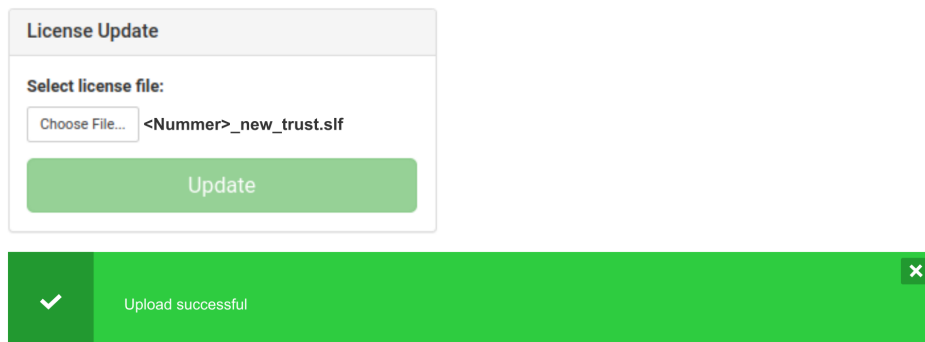 License Update
Select license file:
Choose File... <Nummer>_new_trust.slf
Update
Upload successful